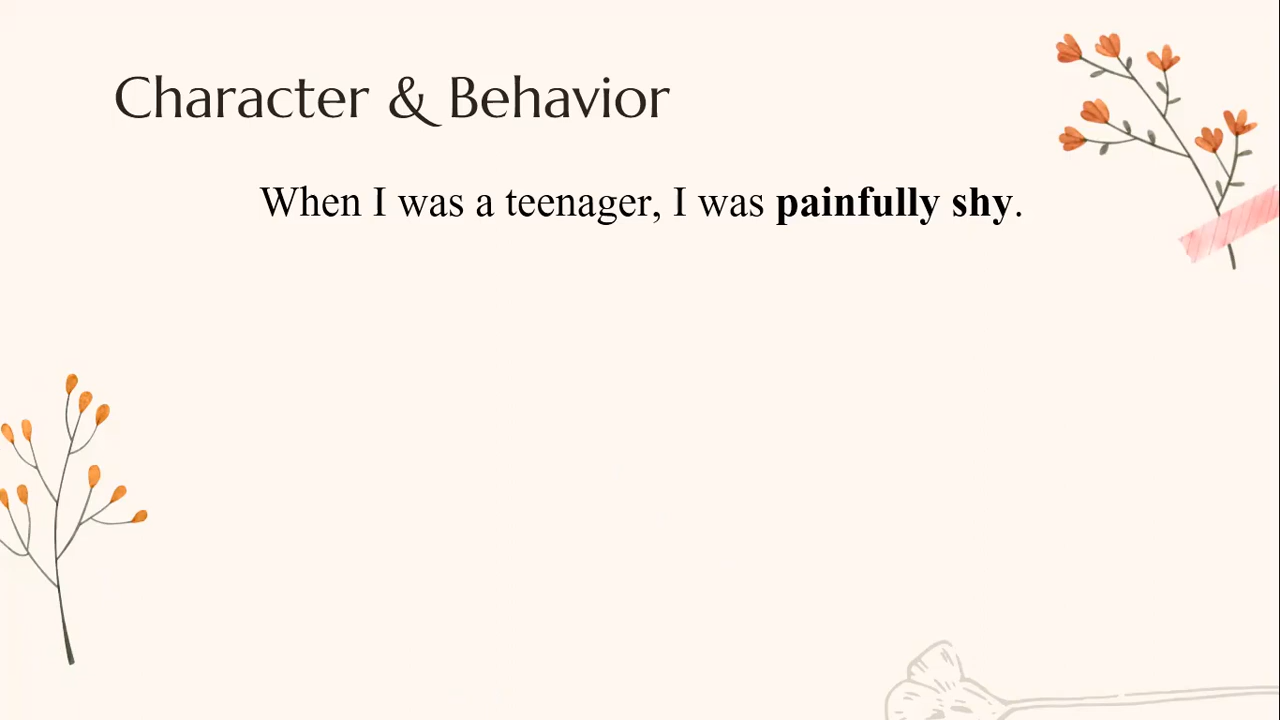 Character & Behavior
When I was a teenager, I was painfully shy.